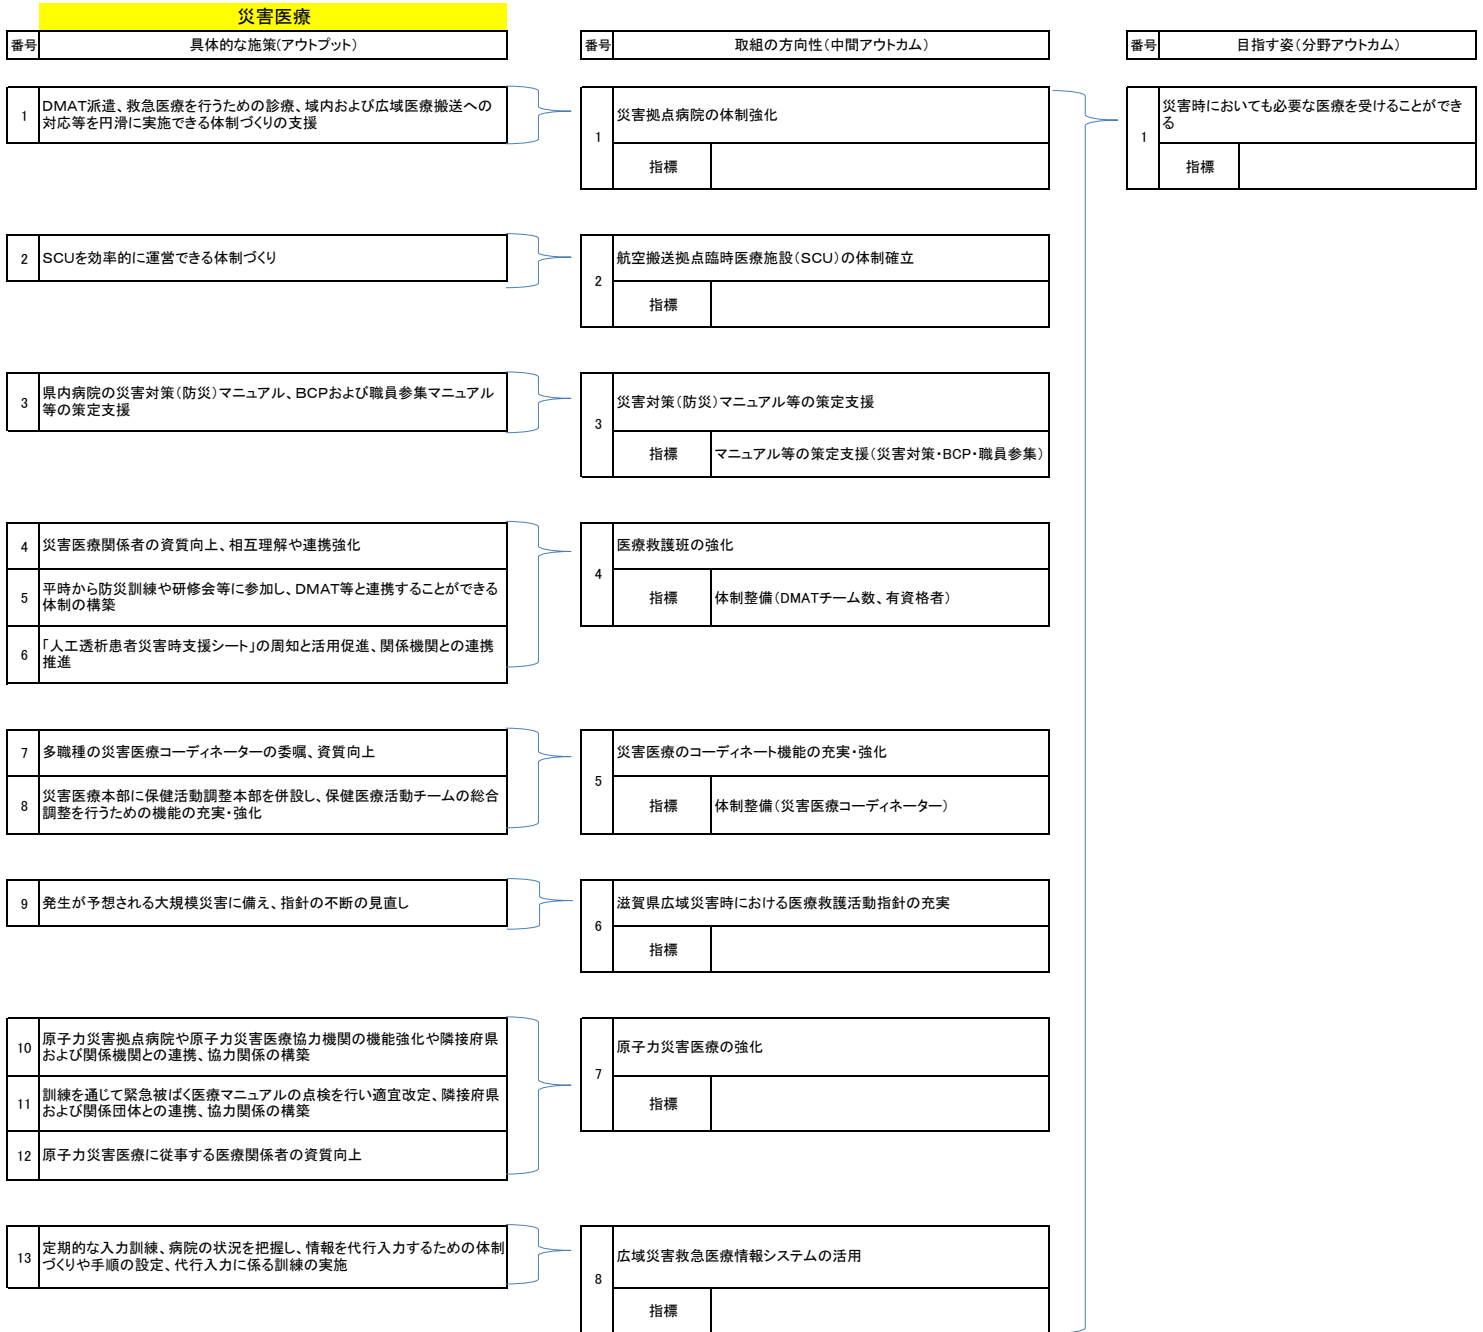 災害医療
番号
具体的な施策(アウトプット)
番号
取組の方向性(中間アウトカム)
番号
目指す姿(分野アウトカム)
1
DMAT派遣、救急医療を行うための診療、域内および広域医療搬送への
対応等を円滑に実施できる体制づくりの支援
1
災害拠点病院の体制強化
指標
1
災害時においても必要な医療を受けることができ
る
指標
2
SCUを効率的に運営できる体制づくり
2
航空搬送拠点臨時医療施設(SCU)の体制確立
指標
3
県内病院の災害対策(防災)マニュアル、BCPおよび職員参集マニュアル
等の策定支援
3
災害対策(防災)マニュアル等の策定支援
指標
マニュアル等の策定支援(災害対策・BCP・職員参集)
4
災害医療関係者の資質向上、相互理解や連携強化
5
平時から防災訓練や研修会等に参加し、DMAT等と連携することができる
体制の構築
6
「人工透析患者災害時支援シート」の周知と活用促進、関係機関との連携
推進
4
医療救護班の強化
指標
体制整備(DMATチーム数、有資格者)
7
多職種の災害医療コーディネーターの委嘱、資質向上
8
災害医療本部に保健活動調整本部を併設し、保健医療活動チームの総合
調整を行うための機能の充実・強化
5
災害医療のコーディネート機能の充実・強化
指標
体制整備(災害医療コーディネーター)
9
発生が予想される大規模災害に備え、指針の不断の見直し
6
滋賀県広域災害時における医療救護活動指針の充実
指標
10
原子力災害拠点病院や原子力災害医療協力機関の機能強化や隣接府県
および関係機関との連携、協力関係の構築
11
訓練を通じて緊急被ばく医療マニュアルの点検を行い適宜改定、隣接府県
および関係団体との連携、協力関係の構築
12
原子力災害医療に従事する医療関係者の資質向上
7
原子力災害医療の強化
指標
13
定期的な入力訓練、病院の状況を把握し、情報を代行入力するための体制
づくりや手順の設定、代行入力に係る訓練の実施
8
広域災害救急医療情報システムの活用
指標